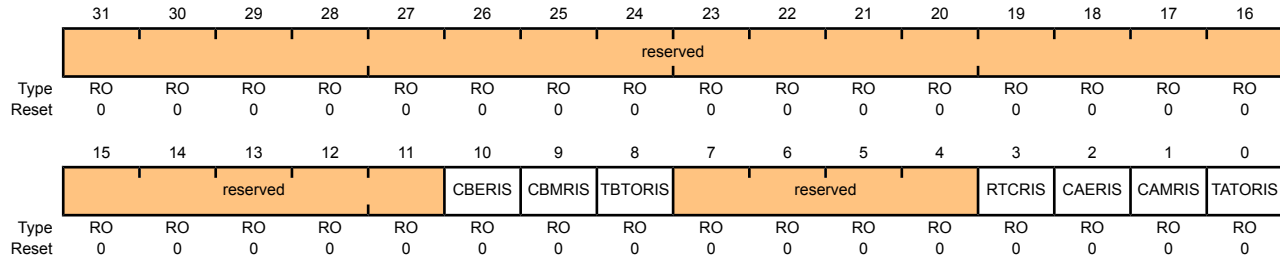 31 30 29 28 27 26 25 24 23 22 21 20 19 18 17 16
reserved
Type RO RO RO RO RO RO RO RO RO RO RO RO RO RO RO RO
Reset 0 0 0 0 0 0 0 0 0 0 0 0 0 0 0 0
15 14 13 12 11 10 9 8 7 6 5 4 3 2 1 0
reserved CBERIS CBMRIS TBTORIS reserved RTCRIS CAERIS CAMRIS TATORIS
Type RO RO RO RO RO RO RO RO RO RO RO RO RO RO RO RO
Reset 0 0 0 0 0 0 0 0 0 0 0 0 0 0 0 0